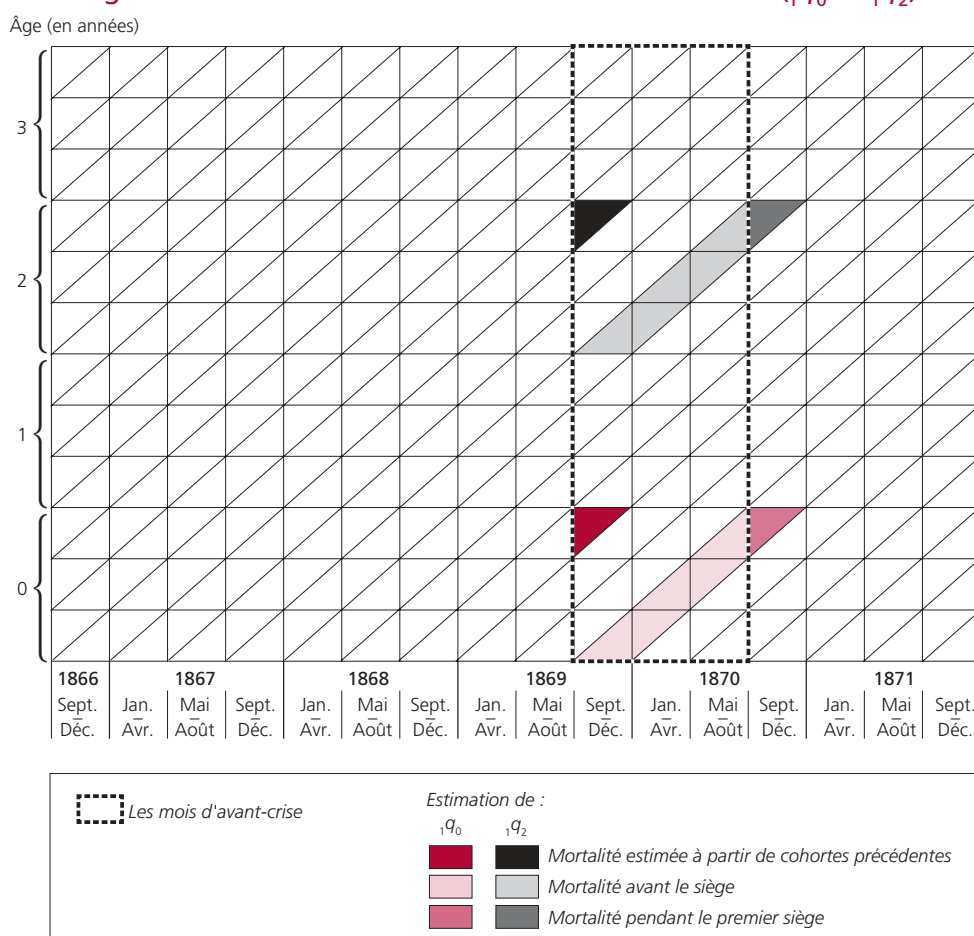 (₁q₀ ₁q₂)
Âge (en années)
3
2
1
0
1866 1867 1868 1869 1870 1871
Sept. Jan. Mai Sept. Jan. Mai Sept. Jan. Mai Sept. Jan. Mai Sept. Jan. Mai Sept.
– – – – – – – – – – – – – – – –
Déc. Avr. Août Déc. Avr. Août Déc. Avr. Août Déc. Avr. Août Déc. Avr. Août Déc.
Les mois d'avant-crise
Estimation de :
₁q₀ ₁q₂
Mortalité estimée à partir de cohortes précédentes
Mortalité avant le siège
Mortalité pendant le premier siège